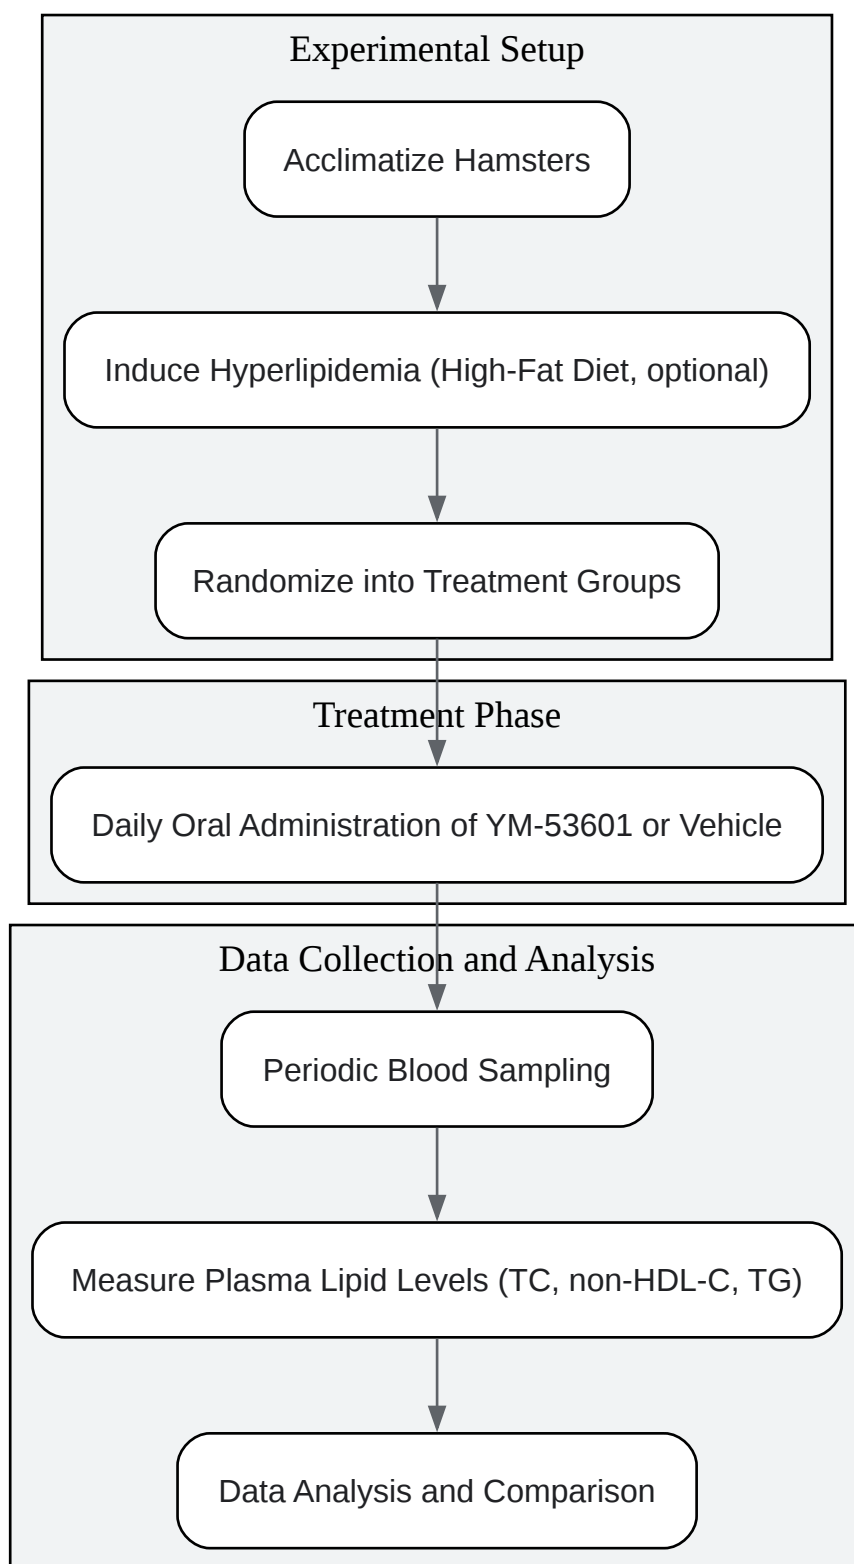 Experimental Setup
Acclimatize Hamsters
Induce Hyperlipidemia (High-Fat Diet, optional)
Randomize into Treatment Groups
Treatment Phase
Daily Oral Administration of YM-53601 or Vehicle
Data Collection and Analysis
Periodic Blood Sampling
Measure Plasma Lipid Levels (TC, non-HDL-C, TG)
Data Analysis and Comparison